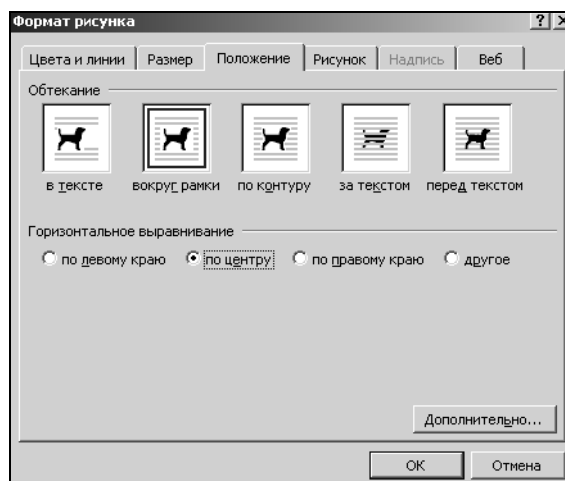 Формат рисунка
Цвета и линии Размер Положение Рисунок Надпись Веб
Обтекание
в тексте вокруг рамки по контуру за текстом перед текстом
Горизонтальное выравнивание
по левому краю по центру по правому краю другое
Дополнительно...
ОК Отмена